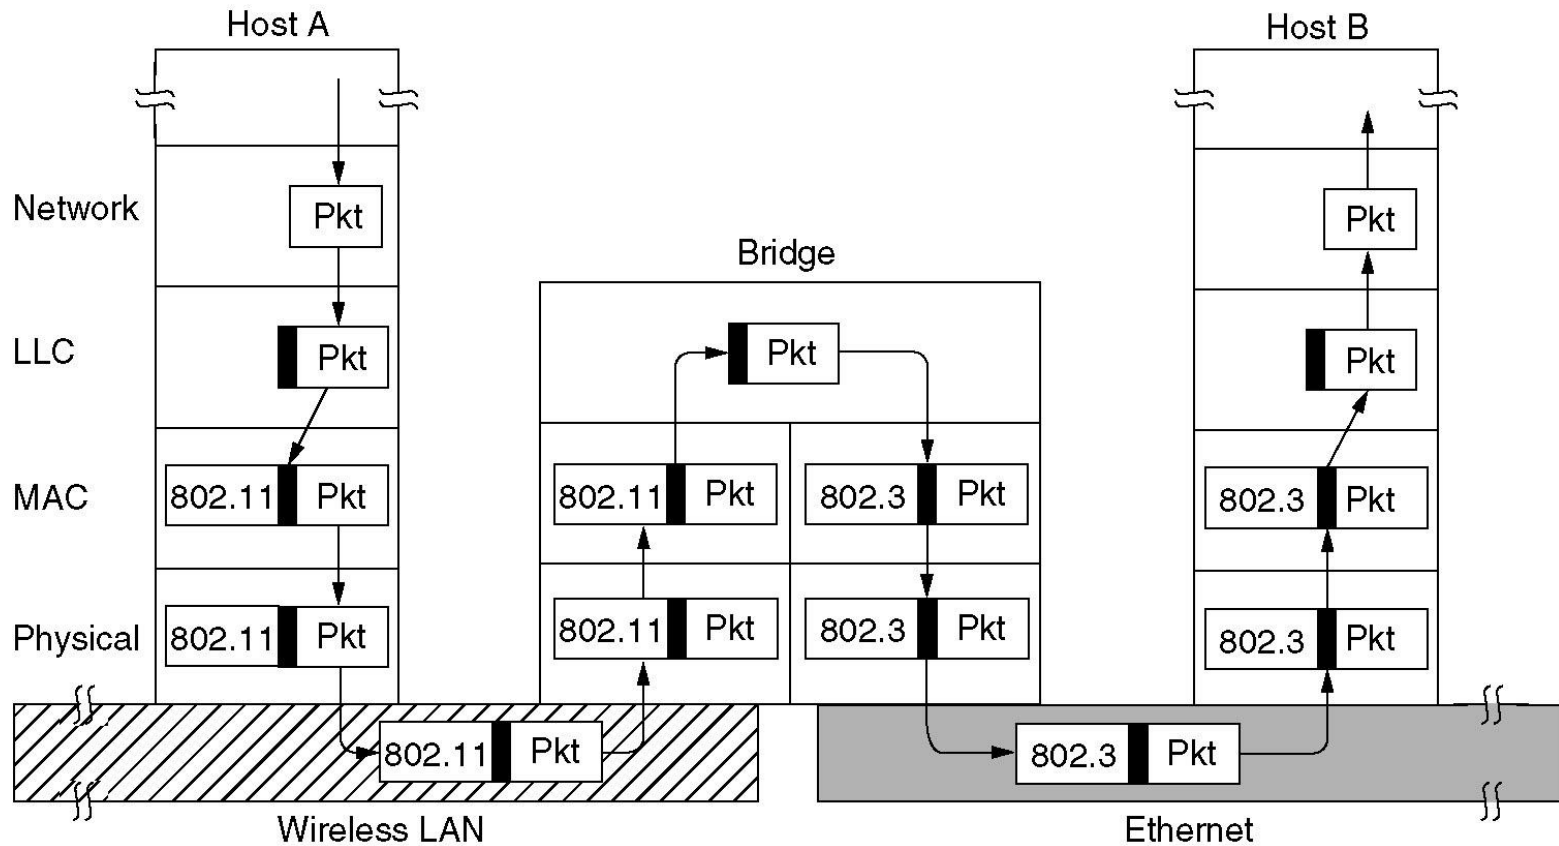 Host A
Host B
Network
Pkt
Pkt
Bridge
LLC
Pkt
Pkt
Pkt
MAC
802.11 Pkt
802.11 Pkt
802.3 Pkt
802.3 Pkt
Physical
802.11 Pkt
802.11 Pkt
802.3 Pkt
802.3 Pkt
802.11 Pkt
802.3 Pkt
Wireless LAN
Ethernet